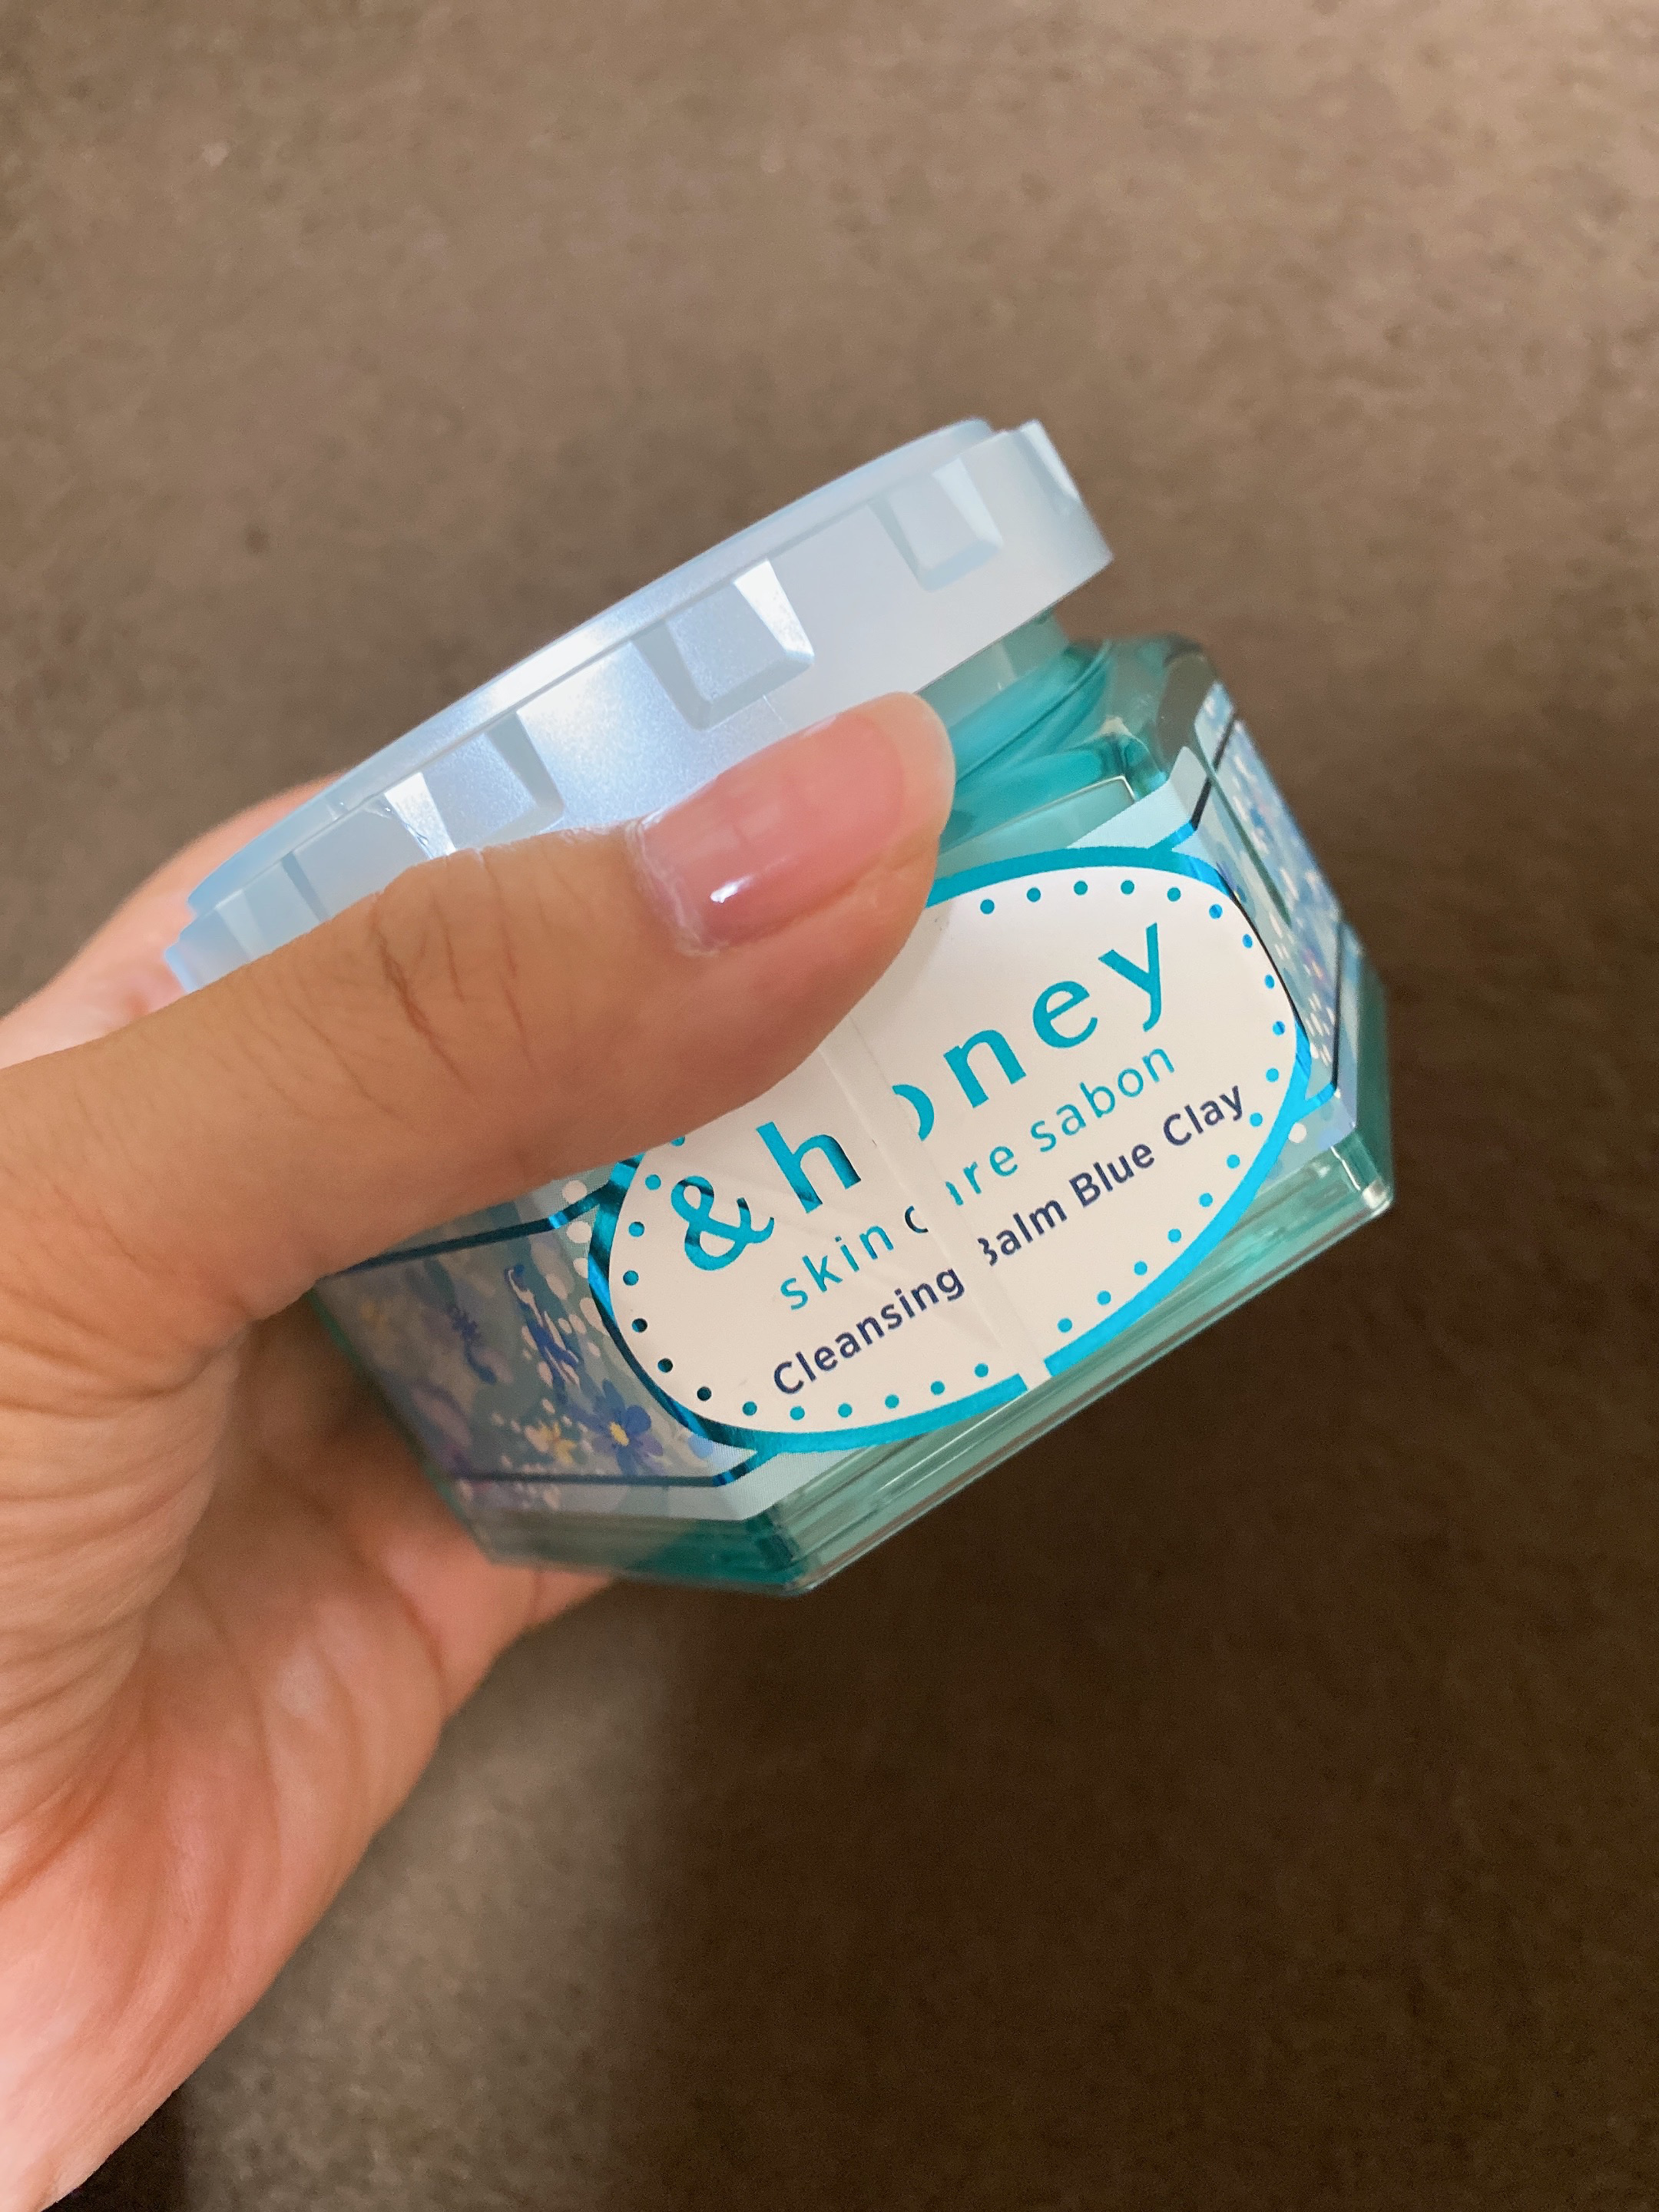 &honey
skin care sabon
Cleansing Balm Blue Clay